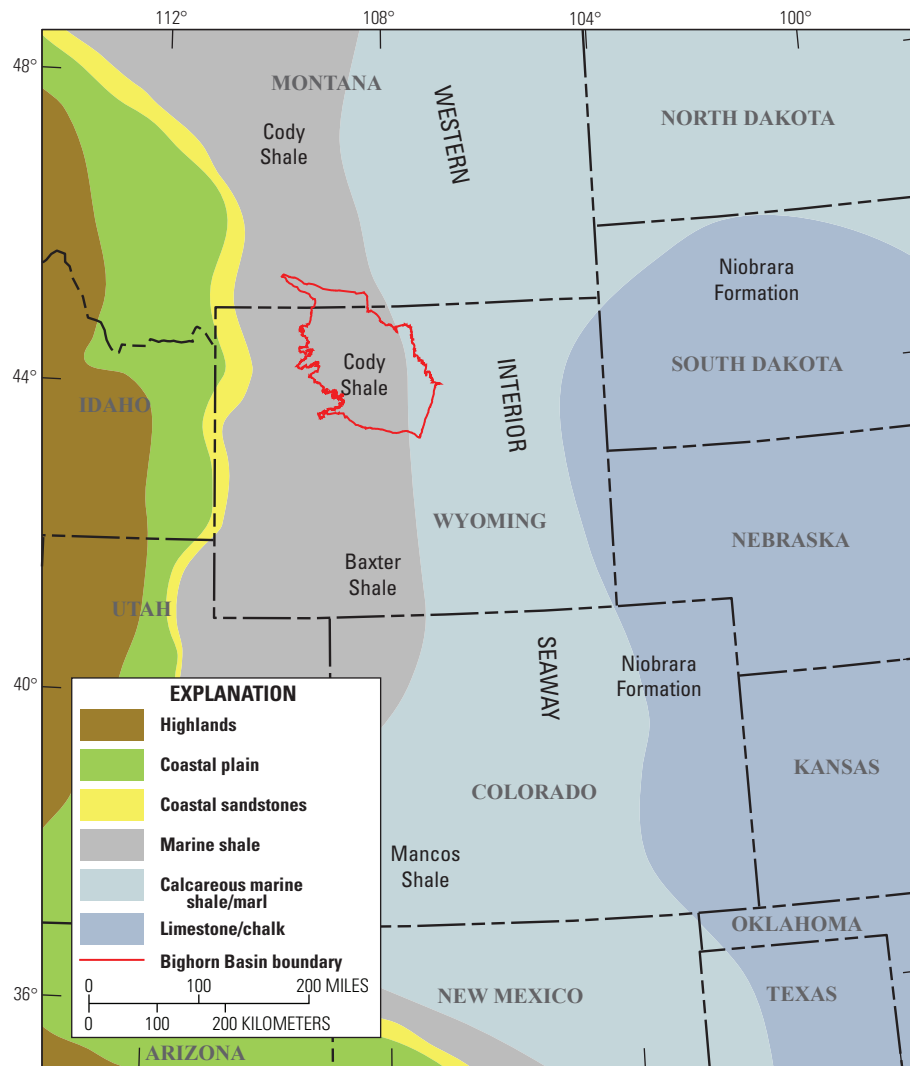 112°
108°
104°
100°
48°
MONTANA
WESTERN
NORTH DAKOTA
Cody
Shale
Niobrara
Formation
44°
Cody
Shale
INTERIOR
SOUTH DAKOTA
IDAHO
WYOMING
NEBRASKA
Baxter
Shale
UTAH
40°
SEAWAY
Niobrara
Formation
KANSAS
COLORADO
Mancos
Shale
OKLAHOMA
36°
NEW MEXICO
TEXAS
ARIZONA
EXPLANATION
Highlands
Coastal plain
Coastal sandstones
Marine shale
Calcareous marine
shale/marl
Limestone/chalk
Bighorn Basin boundary
0 100 200 MILES
0 100 200 KILOMETERS